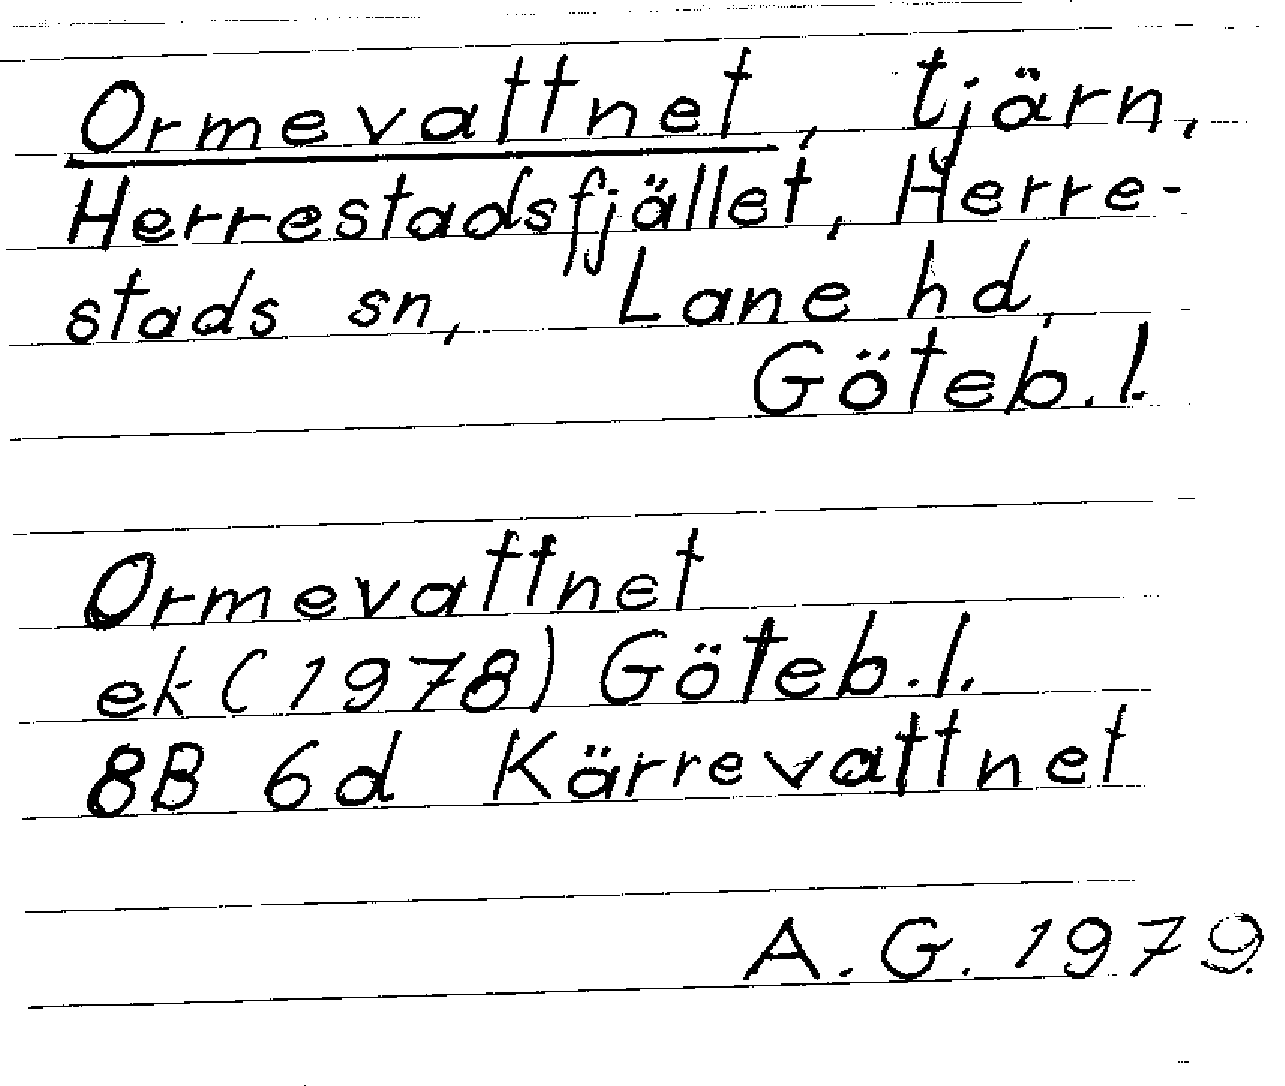 Ormevattnet, tjärn,
Herrestadsfjället, Herre-
stads sn, Lane hd,
Göteb. l.
Ormevattnet
ek (1978) Göteb. l.
8B 6d Kärrevattnet
A. G. 1979.